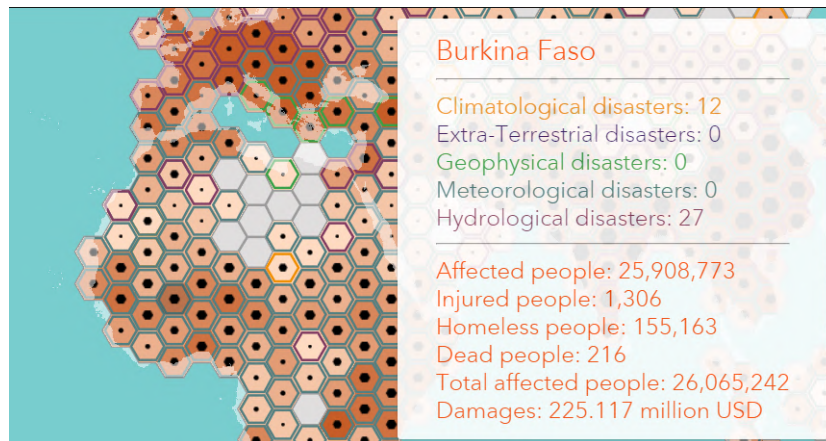 Burkina Faso
Climatological disasters: 12
Extra-Terrestrial disasters: 0
Geophysical disasters: 0
Meteorological disasters: 0
Hydrological disasters: 27
Affected people: 25,908,773
Injured people: 1,306
Homeless people: 155,163
Dead people: 216
Total affected people: 26,065,242
Damages: 225.117 million USD